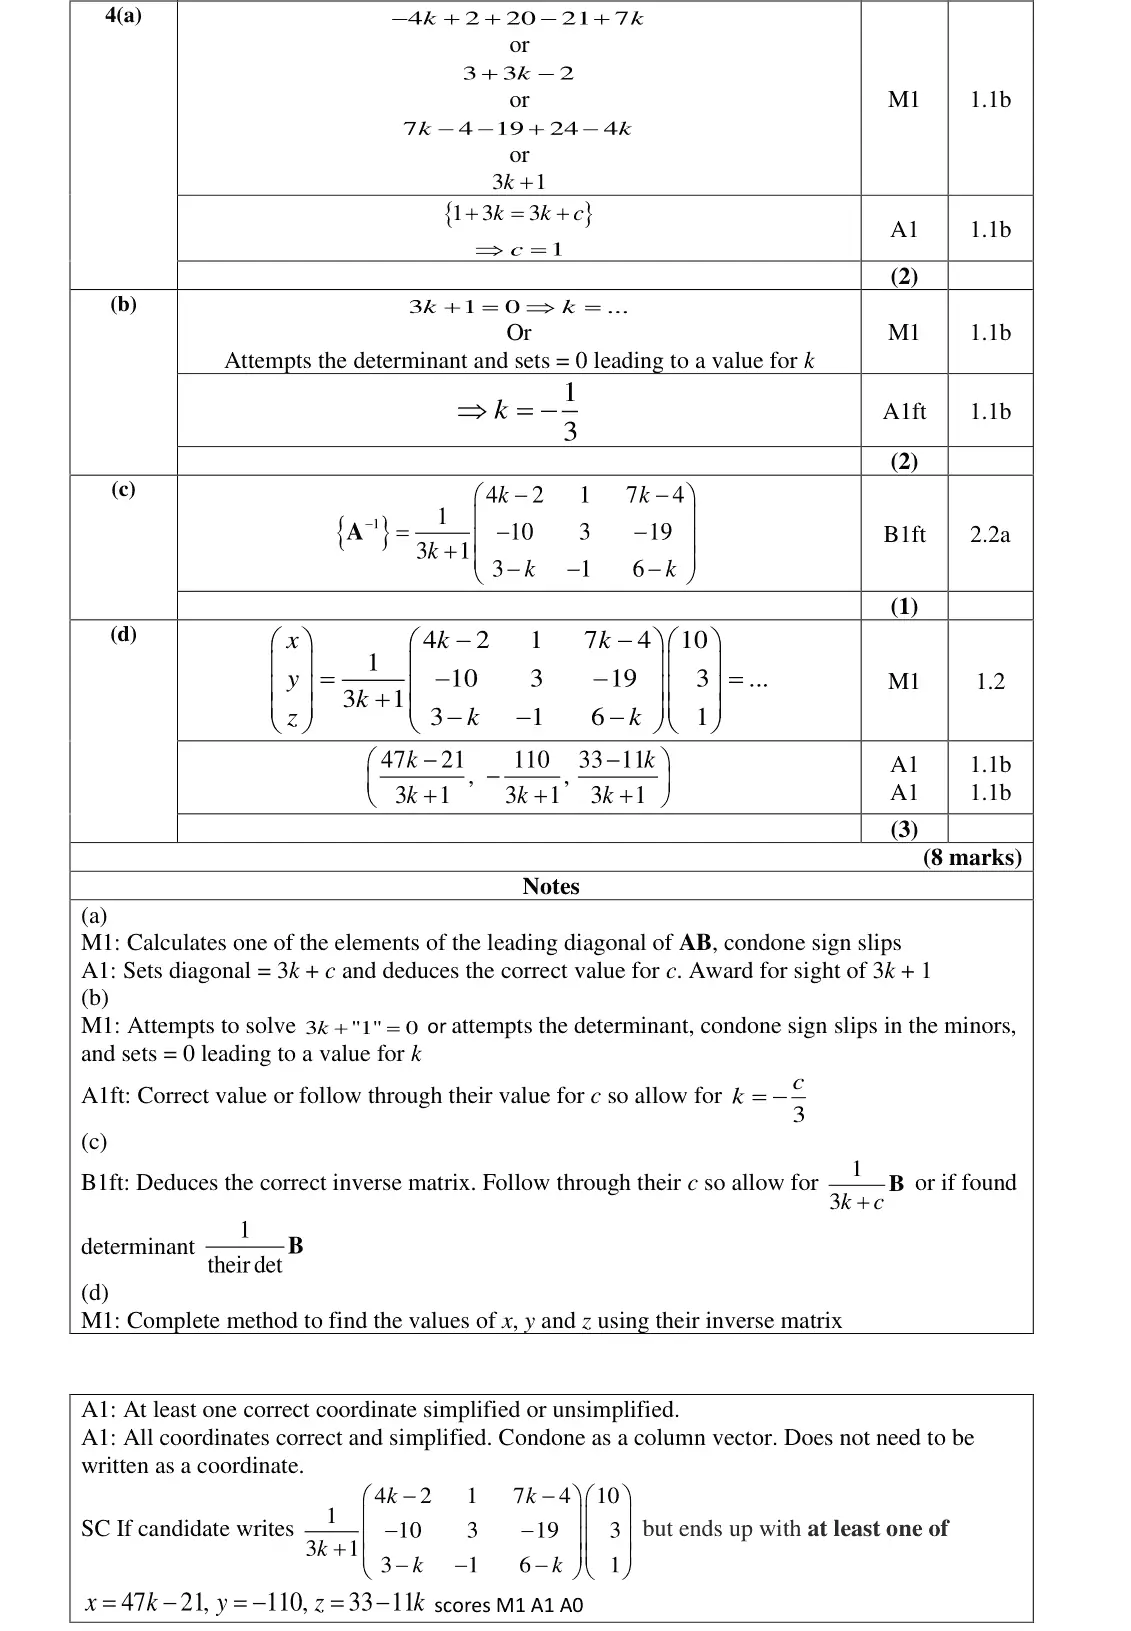 4(a)
−4k + 2 + 20 − 21 + 7k
or
3 + 3k − 2
or
7k − 4 − 19 + 24 − 4k
or
3k + 1
M1 1.1b
{1 + 3k = 3k + c}
⇒ c = 1
A1 1.1b
(2)
(b)
3k + 1 = 0 ⇒ k = ...
Or
Attempts the determinant and sets = 0 leading to a value for k
M1 1.1b
⇒ k = −1/3
A1ft 1.1b
(2)
(c)
{A⁻¹} = 1/(3k + 1) (4k − 2 1 7k − 4
−10 3 −19
3 − k −1 6 − k)
B1ft 2.2a
(1)
(d)
(x y z) = 1/(3k + 1) (4k − 2 1 7k − 4
−10 3 −19
3 − k −1 6 − k) (10 3 1) = ...
M1 1.2
((47k − 21)/(3k + 1), −110/(3k + 1), (33 − 11k)/(3k + 1))
A1 1.1b
A1 1.1b
(3)
(8 marks)
Notes
(a)
M1: Calculates one of the elements of the leading diagonal of AB, condone sign slips
A1: Sets diagonal = 3k + c and deduces the correct value for c. Award for sight of 3k + 1
(b)
M1: Attempts to solve 3k + "1" = 0 or attempts the determinant, condone sign slips in the minors,
and sets = 0 leading to a value for k
A1ft: Correct value or follow through their value for c so allow for k = −c/3
(c)
B1ft: Deduces the correct inverse matrix. Follow through their c so allow for 1/(3k + c) B or if found
determinant 1/(their det) B
(d)
M1: Complete method to find the values of x, y and z using their inverse matrix
A1: At least one correct coordinate simplified or unsimplified.
A1: All coordinates correct and simplified. Condone as a column vector. Does not need to be
written as a coordinate.
SC If candidate writes 1/(3k + 1) (4k − 2 1 7k − 4
−10 3 −19
3 − k −1 6 − k) (10 3 1) but ends up with at least one of
x = 47k − 21, y = −110, z = 33 − 11k scores M1 A1 A0